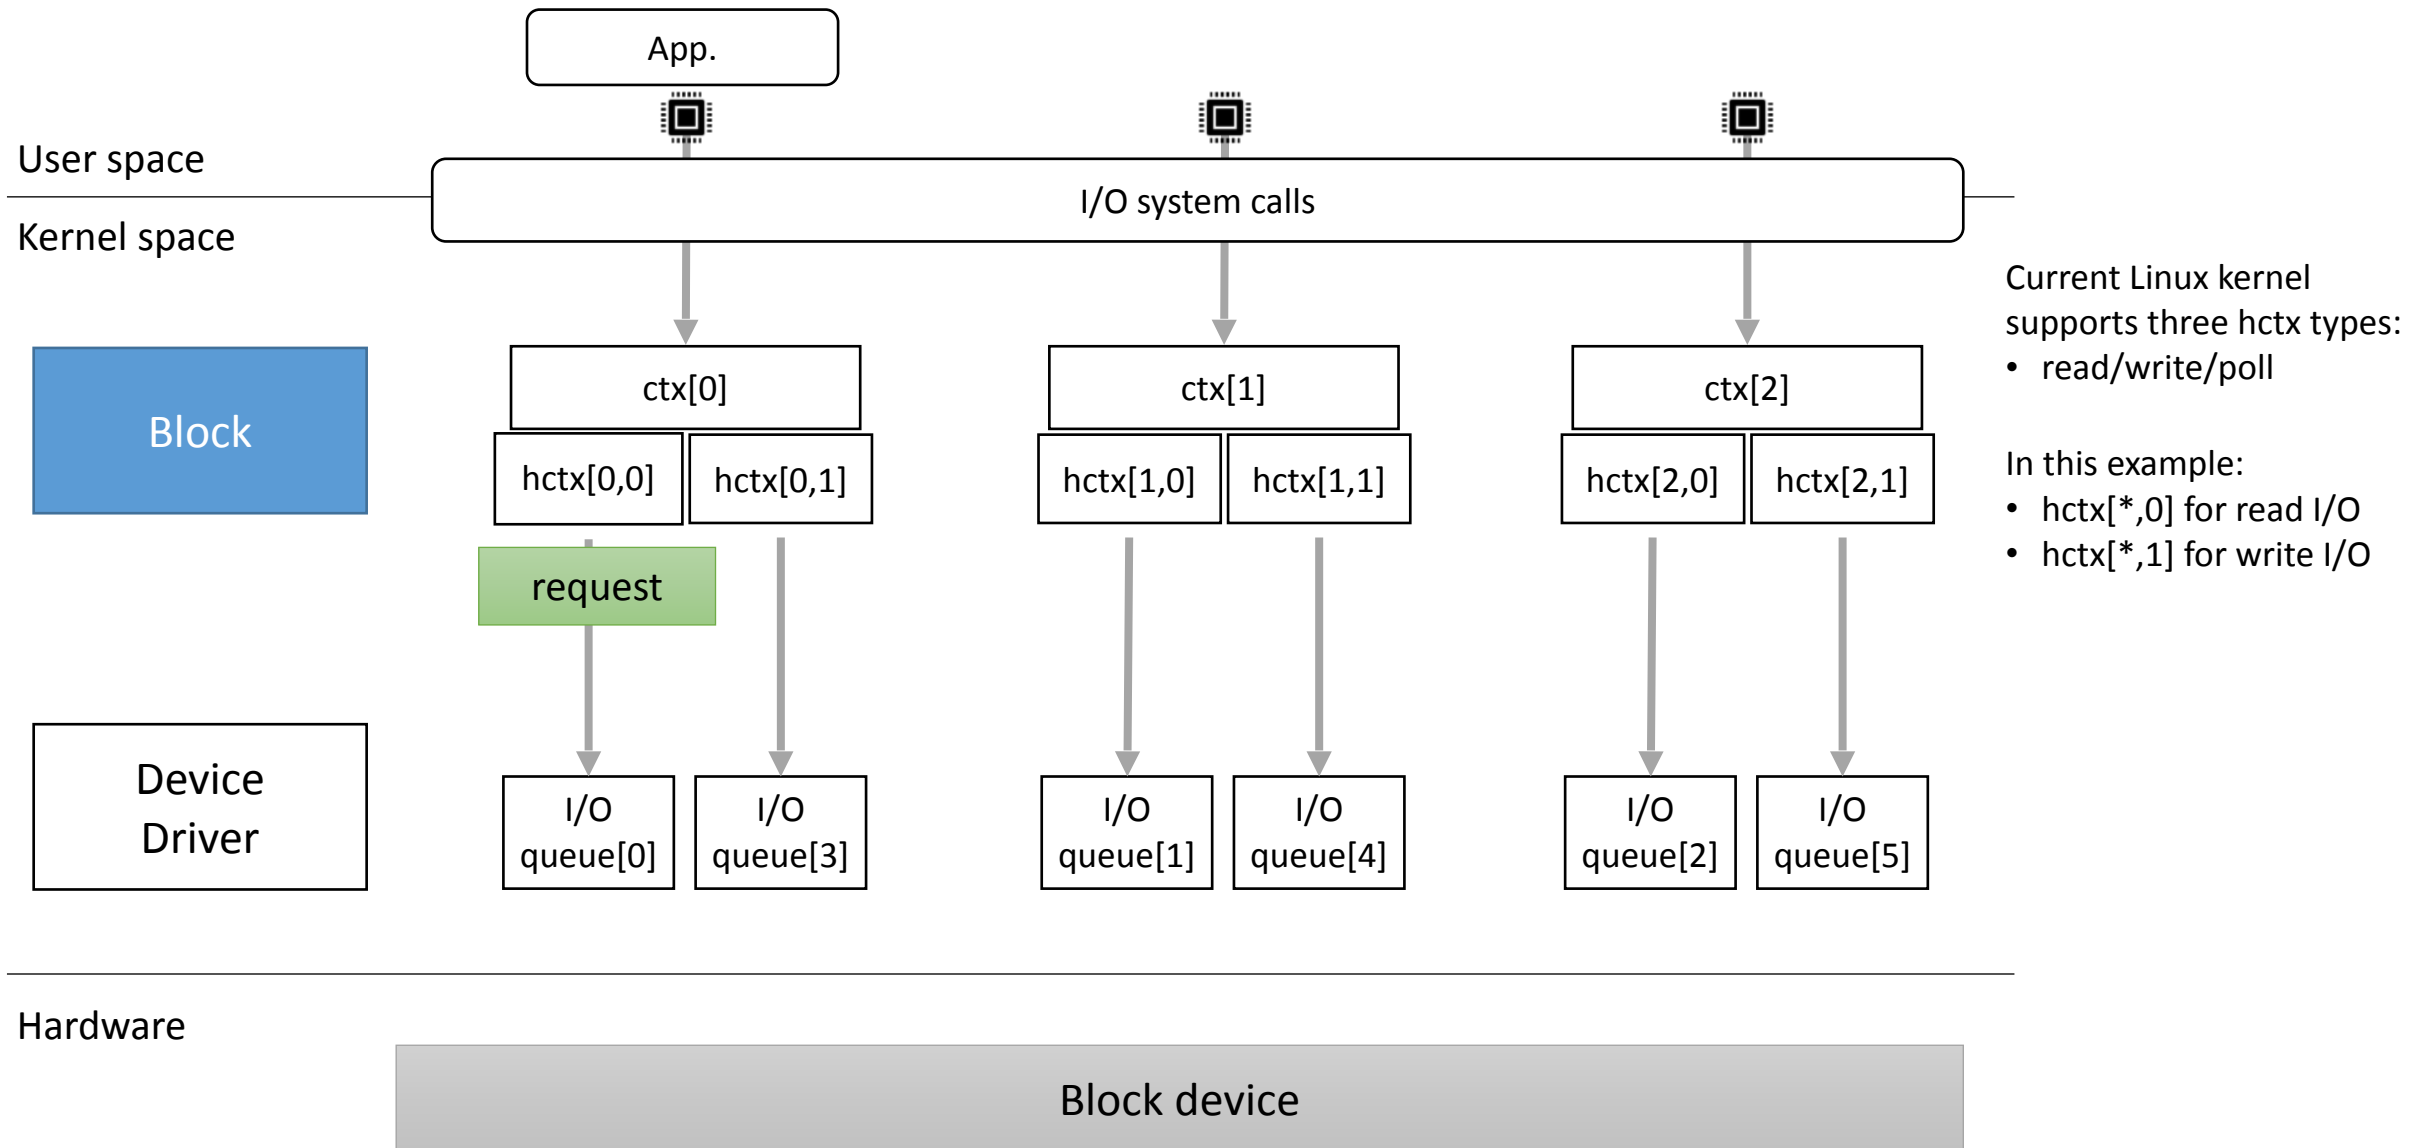 App.
User space
I/O system calls
Kernel space
Current Linux kernel
supports three hctx types:
• read/write/poll
In this example:
• hctx[*,0] for read I/O
• hctx[*,1] for write I/O
Block
ctx[0]
ctx[1]
ctx[2]
hctx[0,0]
hctx[0,1]
hctx[1,0]
hctx[1,1]
hctx[2,0]
hctx[2,1]
request
Device
Driver
I/O
queue[0]
I/O
queue[3]
I/O
queue[1]
I/O
queue[4]
I/O
queue[2]
I/O
queue[5]
Hardware
Block device